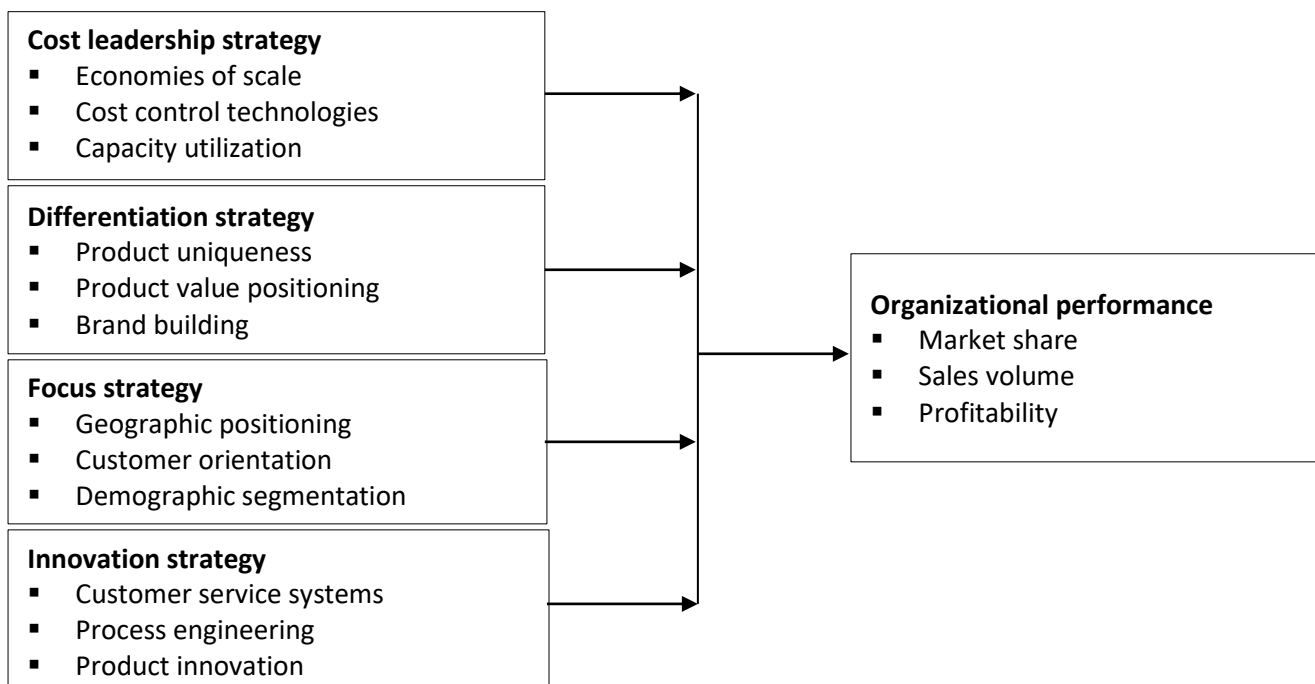 Cost leadership strategy
▪ Economies of scale
▪ Cost control technologies
▪ Capacity utilization
Differentiation strategy
▪ Product uniqueness
▪ Product value positioning
▪ Brand building
Focus strategy
▪ Geographic positioning
▪ Customer orientation
▪ Demographic segmentation
Innovation strategy
▪ Customer service systems
▪ Process engineering
▪ Product innovation
Organizational performance
▪ Market share
▪ Sales volume
▪ Profitability